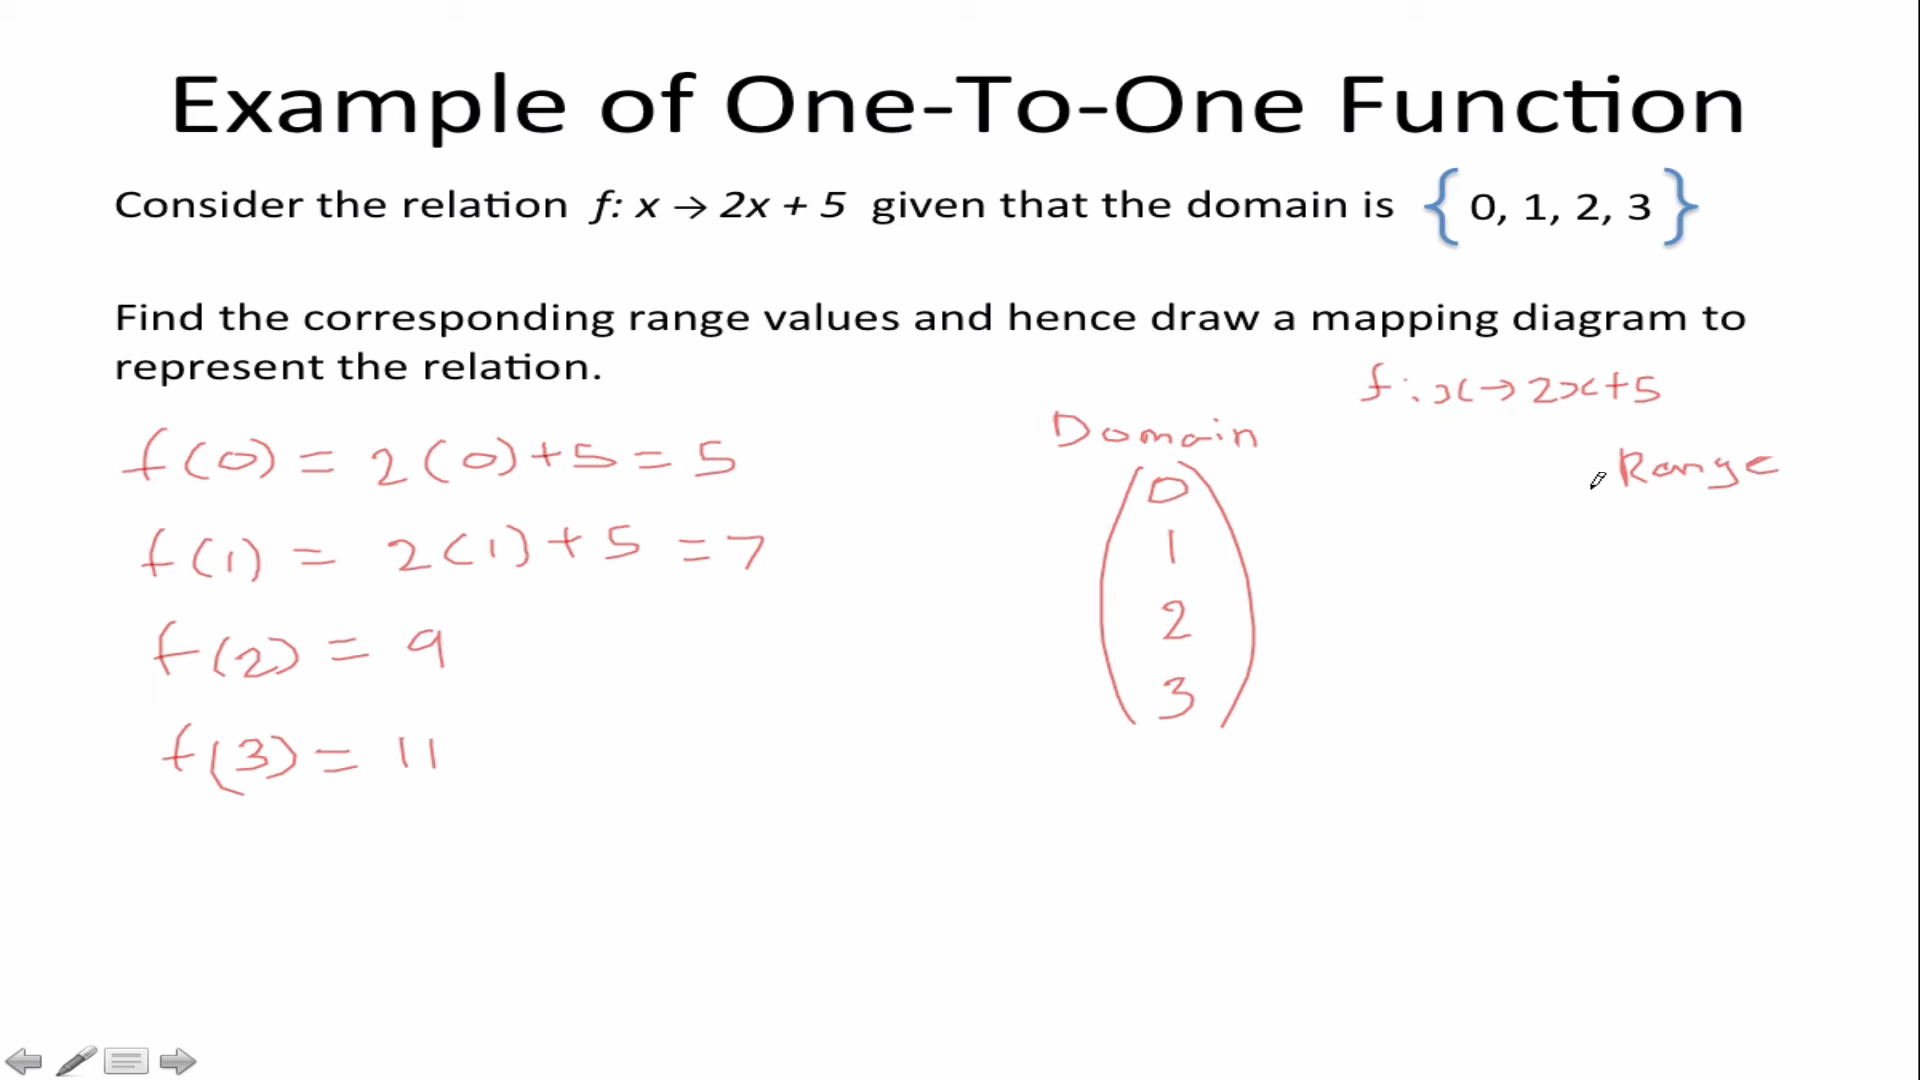 Example of One-To-One Function
Consider the relation f: x → 2x + 5 given that the domain is { 0, 1, 2, 3 }
Find the corresponding range values and hence draw a mapping diagram to
represent the relation.
f(0) = 2(0)+5 = 5
f(1) = 2(1)+5 = 7
f(2) = 9
f(3) = 11
f:x→2x+5
Domain
Range
0
1
2
3